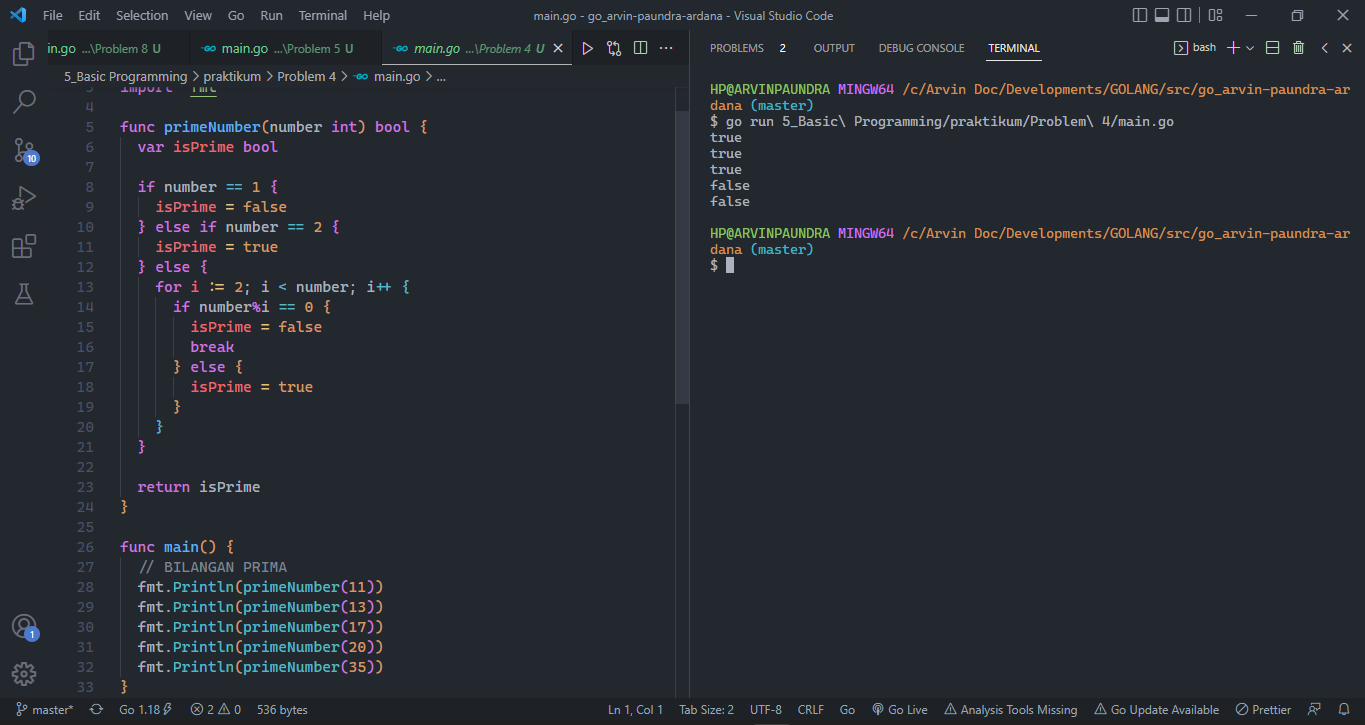 File Edit Selection View Go Run Terminal Help
main.go - go_arvin-paundra-ardana - Visual Studio Code
in.go ...\Problem 8 U
main.go ...\Problem 5 U
main.go ...\Problem 4 U
5_Basic Programming > praktikum > Problem 4 > main.go > ...
3 import "fmt"
4
5 func primeNumber(number int) bool {
6 var isPrime bool
7
8 if number == 1 {
9 isPrime = false
10 } else if number == 2 {
11 isPrime = true
12 } else {
13 for i := 2; i < number; i++ {
14 if number%i == 0 {
15 isPrime = false
16 break
17 } else {
18 isPrime = true
19 }
20 }
21 }
22
23 return isPrime
24 }
25
26 func main() {
27 // BILANGAN PRIMA
28 fmt.Println(primeNumber(11))
29 fmt.Println(primeNumber(13))
30 fmt.Println(primeNumber(17))
31 fmt.Println(primeNumber(20))
32 fmt.Println(primeNumber(35))
33 }
PROBLEMS 2 OUTPUT DEBUG CONSOLE TERMINAL
bash
HP@ARVINPAUNDRA MINGW64 /c/Arvin Doc/Developments/GOLANG/src/go_arvin-paundra-ar
dana (master)
$ go run 5_Basic\ Programming/praktikum/Problem\ 4/main.go
true
true
true
false
false
HP@ARVINPAUNDRA MINGW64 /c/Arvin Doc/Developments/GOLANG/src/go_arvin-paundra-ar
dana (master)
$
10
1
master* Go 1.18 2 0 536 bytes
Ln 1, Col 1 Tab Size: 2 UTF-8 CRLF Go Go Live Analysis Tools Missing Go Update Available Prettier